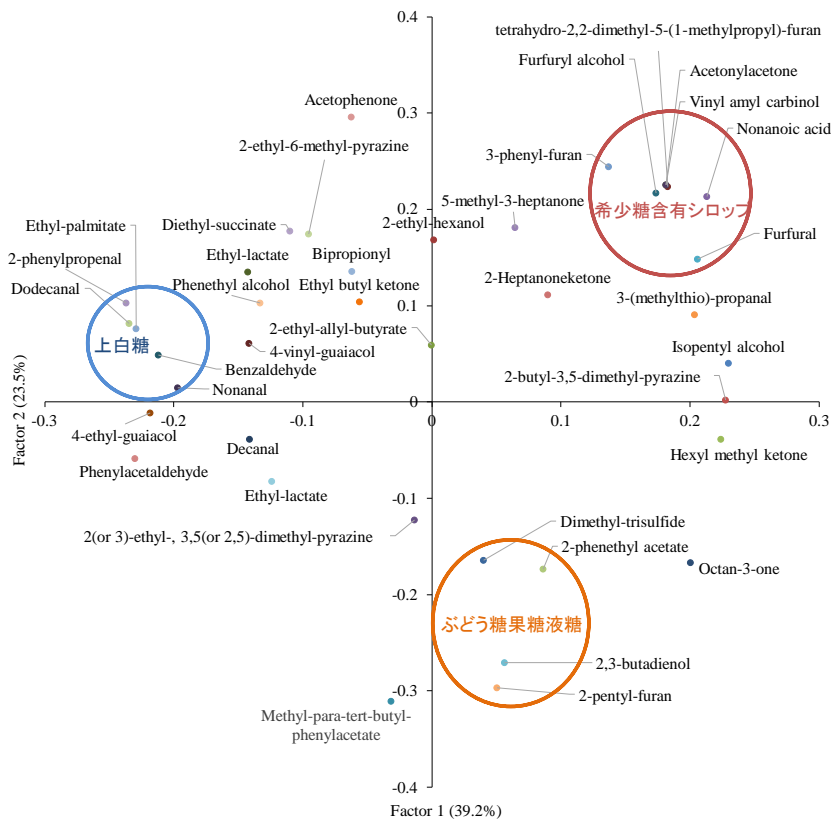 0.4
tetrahydro-2,2-dimethyl-5-(1-methylpropyl)-furan
Furfuryl alcohol
Acetonylacetone
Vinyl amyl carbinol
Acetophenone
0.3
Nonanoic acid
2-ethyl-6-methyl-pyrazine
3-phenyl-furan
5-methyl-3-heptanone
希少糖含有シロップ
0.2
Ethyl-palmitate
Diethyl-succinate
2-ethyl-hexanol
Furfural
2-phenylpropenal
Ethyl-lactate
Bipropionyl
2-Heptanoneketone
Dodecanal
Phenethyl alcohol
Ethyl butyl ketone
3-(methylthio)-propanal
0.1
2-ethyl-allyl-butyrate
上白糖
4-vinyl-guaiacol
Isopentyl alcohol
Benzaldehyde
2-butyl-3,5-dimethyl-pyrazine
Nonanal
0
-0.3
-0.2
-0.1
0
0.1
0.2
0.3
4-ethyl-guaiacol
Decanal
Hexyl methyl ketone
Phenylacetaldehyde
Factor 2 (23.5%)
Ethyl-lactate
-0.1
2(or 3)-ethyl-, 3,5(or 2,5)-dimethyl-pyrazine
Dimethyl-trisulfide
2-phenethyl acetate
Octan-3-one
-0.2
ぶどう糖果糖液糖
2,3-butadienol
-0.3
2-pentyl-furan
Methyl-para-tert-butyl-
phenylacetate
-0.4
Factor 1 (39.2%)